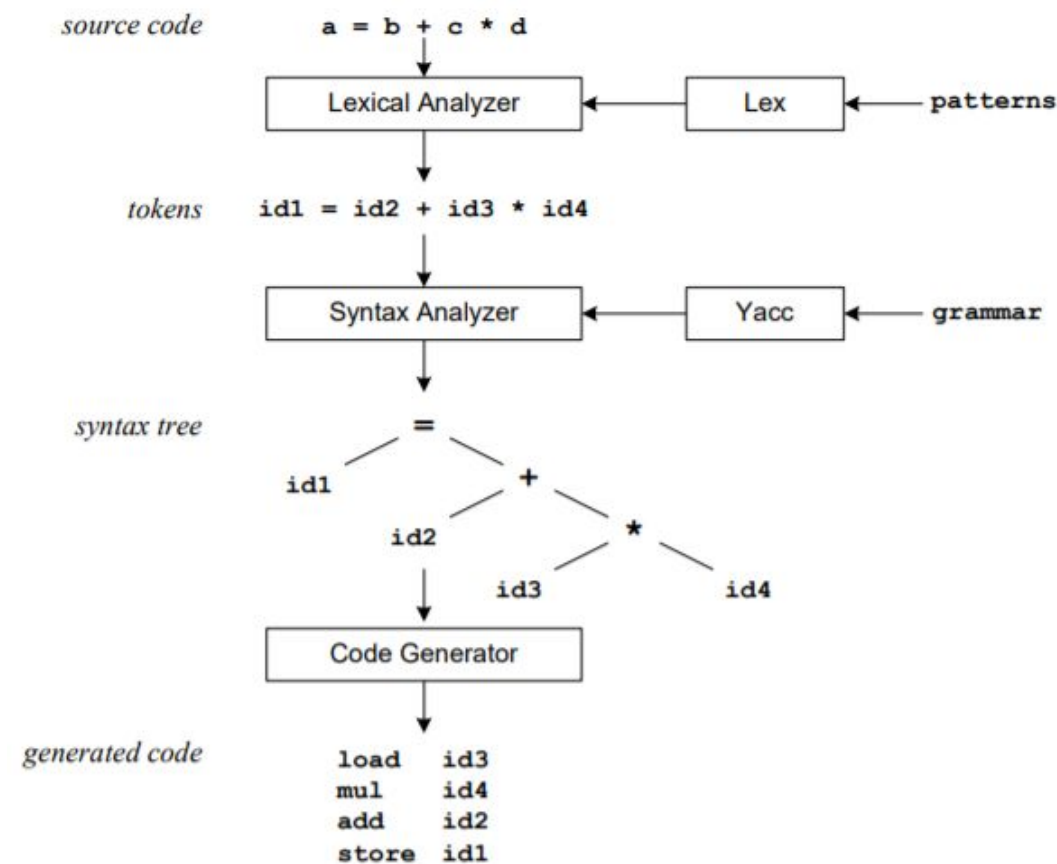 source code a = b + c * d
Lexical Analyzer Lex patterns
tokens id1 = id2 + id3 * id4
Syntax Analyzer Yacc grammar
syntax tree =
id1 +
id2 *
id3 id4
Code Generator
generated code load id3
mul id4
add id2
store id1